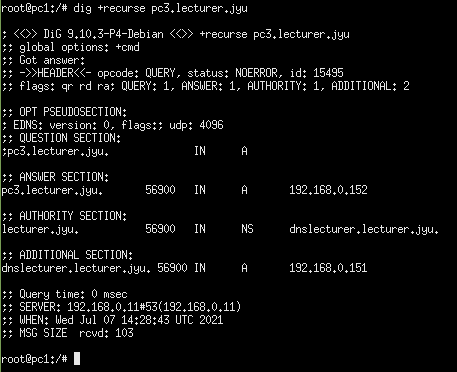 root@pc1:/# dig +recurse pc3.lecturer.jyu
; <<>> DiG 9.10.3-P4-Debian <<>> +recurse pc3.lecturer.jyu
;; global options: +cmd
;; Got answer:
;; ->>HEADER<<- opcode: QUERY, status: NOERROR, id: 15495
;; flags: qr rd ra; QUERY: 1, ANSWER: 1, AUTHORITY: 1, ADDITIONAL: 2
;; OPT PSEUDOSECTION:
; EDNS: version: 0, flags:; udp: 4096
;; QUESTION SECTION:
;pc3.lecturer.jyu. IN A
;; ANSWER SECTION:
pc3.lecturer.jyu. 56900 IN A 192.168.0.152
;; AUTHORITY SECTION:
lecturer.jyu. 56900 IN NS dnslecturer.lecturer.jyu.
;; ADDITIONAL SECTION:
dnslecturer.lecturer.jyu. 56900 IN A 192.168.0.151
;; Query time: 0 msec
;; SERVER: 192.168.0.11#53(192.168.0.11)
;; WHEN: Wed Jul 07 14:28:43 UTC 2021
;; MSG SIZE rcvd: 103
root@pc1:/#